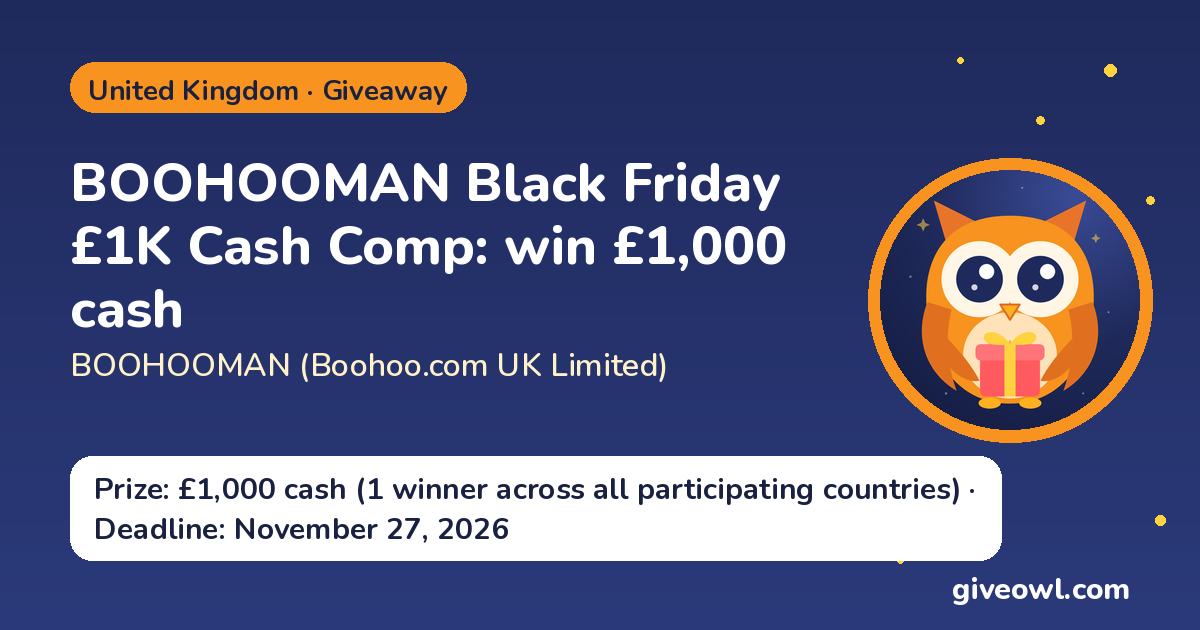 United Kingdom · Giveaway
BOOHOOMAN Black Friday
£1K Cash Comp: win £1,000
cash
BOOHOOMAN (Boohoo.com UK Limited)
Prize: £1,000 cash (1 winner across all participating countries) ·
Deadline: November 27, 2026
giveowl.com